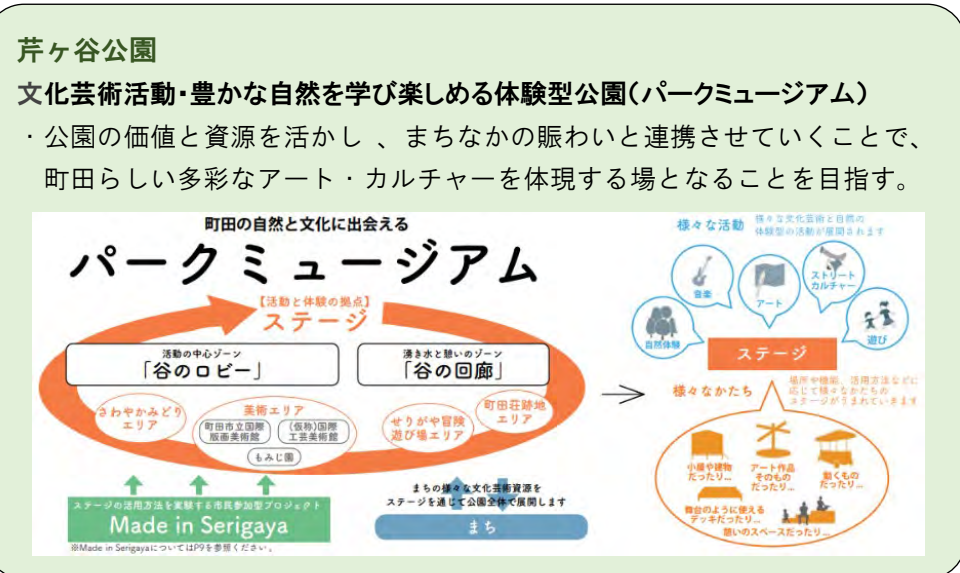 芹ヶ谷公園
文化芸術活動・豊かな自然を学び楽しめる体験型公園(パークミュージアム)
・公園の価値と資源を活かし 、まちなかの賑わいと連携させていくことで、
町田らしい多彩なアート・カルチャーを体現する場となることを目指す。
町田の自然と文化に出会える
パークミュージアム
【活動と体験の拠点】
ステージ
活動の中心ゾーン
「谷のロビー」
湧き水と憩いのゾーン
「谷の回廊」
さわやかみどり
エリア
美術エリア
町田市立国際
版画美術館
(仮称)国際
工芸美術館
もみじ園
せりがや冒険
遊び場エリア
町田荘跡地
エリア
ステージの活用方法を実験する市民参加型プロジェクト
Made in Serigaya
※Made in SerigayaについてはP9を参照ください。
まちの様々な文化芸術資源を
ステージを通じて公園全体で展開します
まち
様々な活動
様々な文化芸術と自然の
体験型の活動が展開されます
自然体験
音楽
アート
ストリート
カルチャー
遊び
ステージ
様々なかたち
場所や機能、活用方法などに
応じて様々なかたちの
ステージがうまれていきます
小屋や建物
だったり…
アート作品
そのもの
だったり…
動くもの
だったり…
舞台のように使える
デッキだったり…
憩いのスペースだったり…